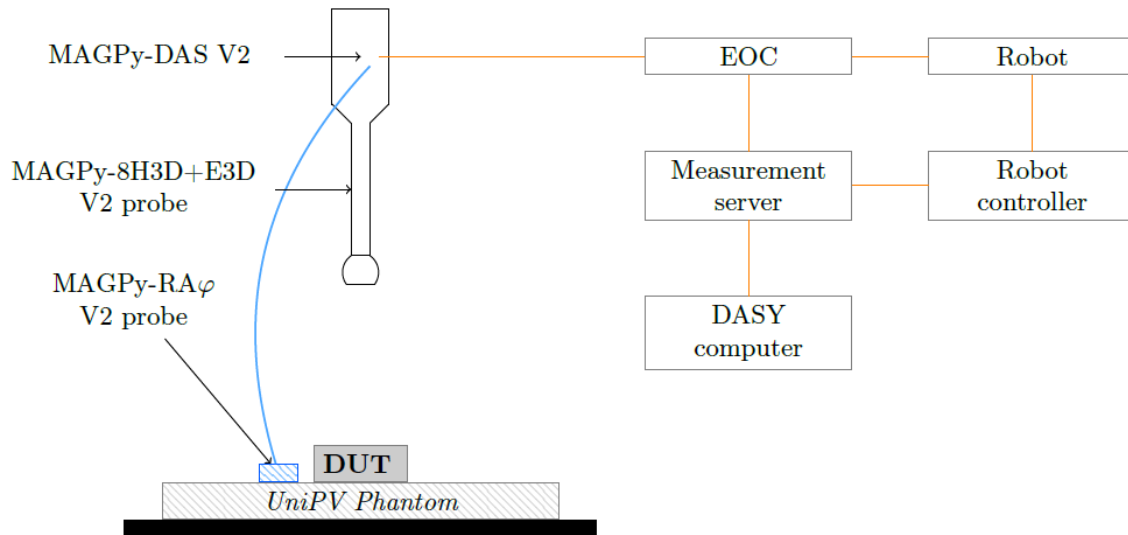 MAGPy-DAS V2
EOC
Robot
MAGPy-8H3D+E3D
V2 probe
Measurement
server
Robot
controller
MAGPy-RAφ
V2 probe
DASY
computer
DUT
UniPV Phantom